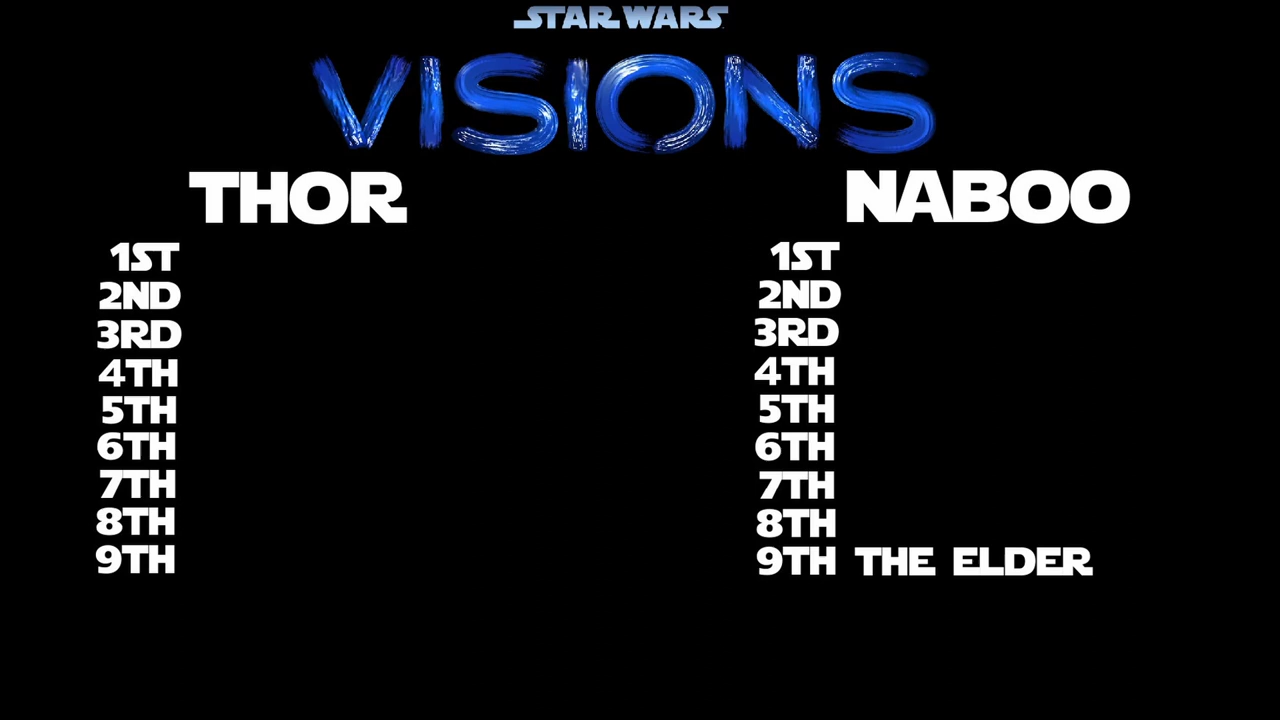 STAR WARS
VISIONS
THOR
1ST
2ND
3RD
4TH
5TH
6TH
7TH
8TH
9TH
NABOO
1ST
2ND
3RD
4TH
5TH
6TH
7TH
8TH
9TH THE ELDER